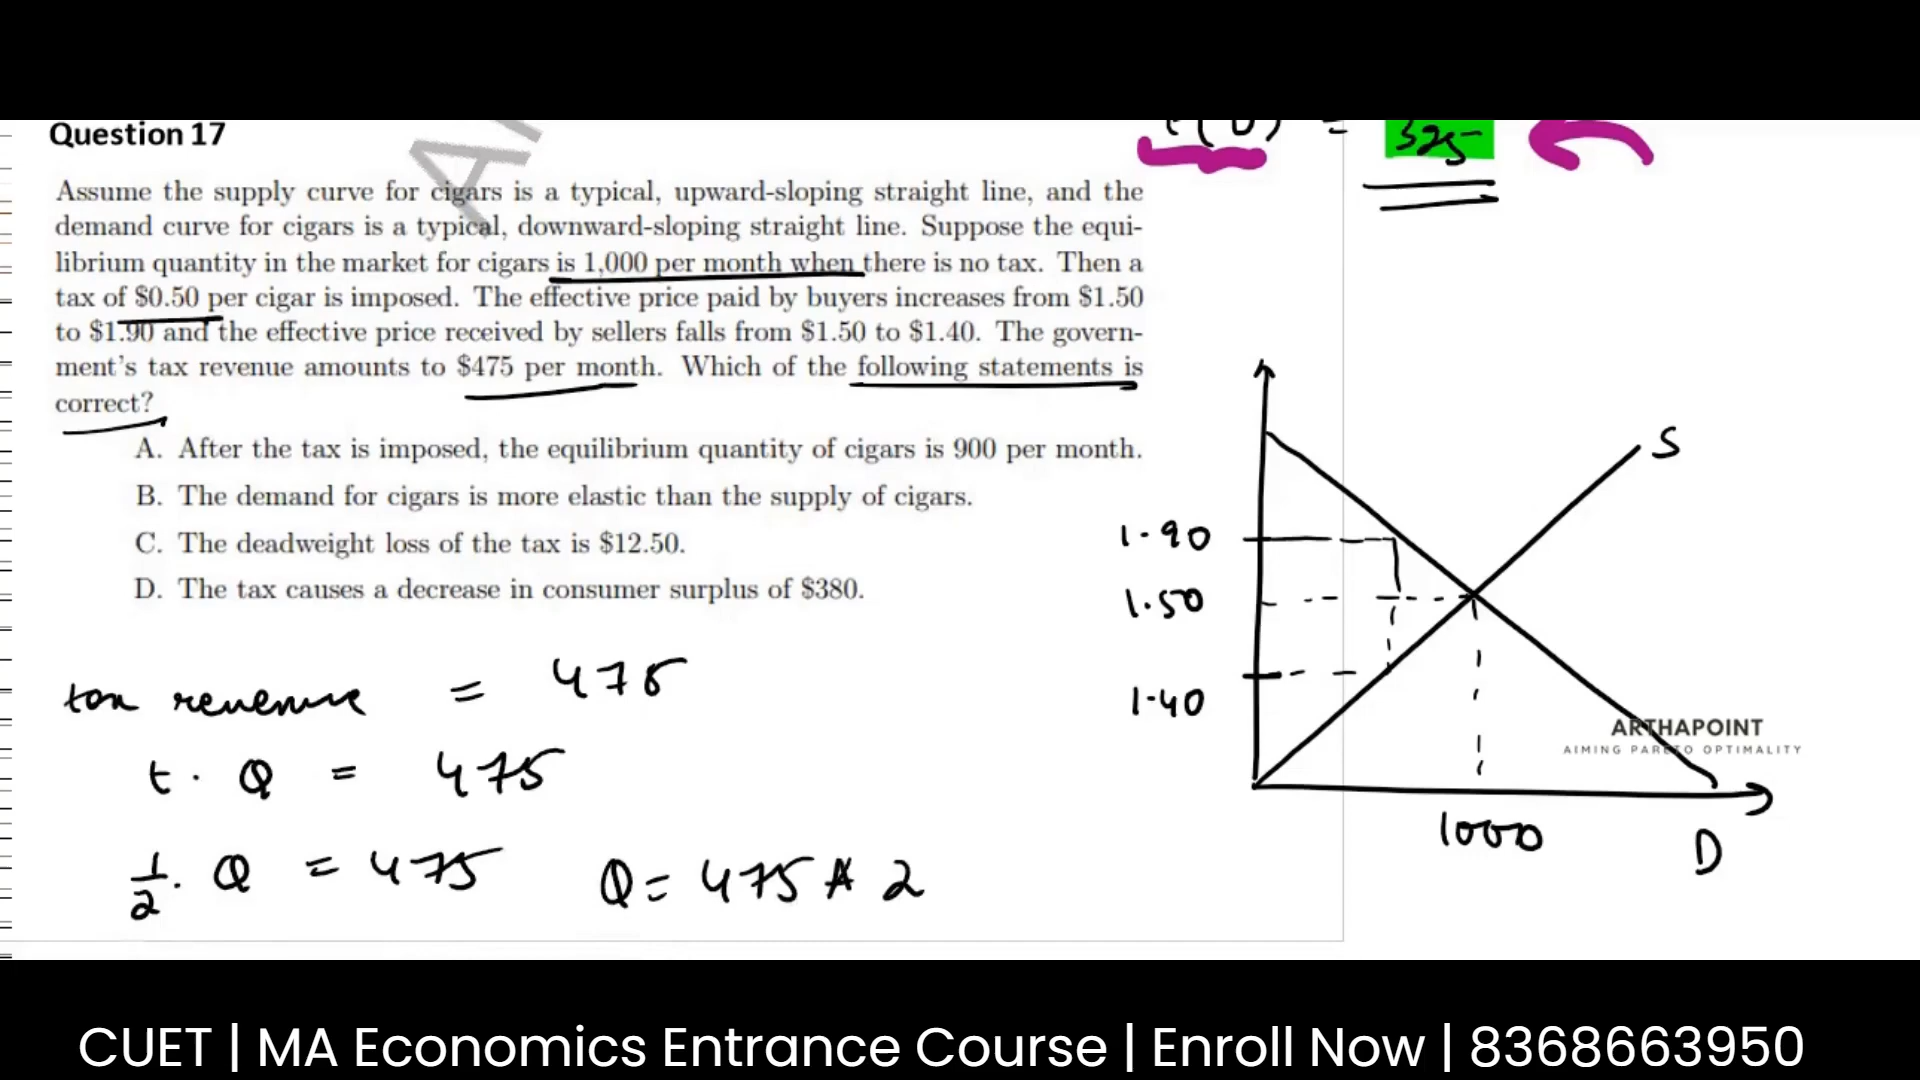 Question 17
325
Assume the supply curve for cigars is a typical, upward-sloping straight line, and the
demand curve for cigars is a typical, downward-sloping straight line. Suppose the equi-
librium quantity in the market for cigars is 1,000 per month when there is no tax. Then a
tax of $0.50 per cigar is imposed. The effective price paid by buyers increases from $1.50
to $1.90 and the effective price received by sellers falls from $1.50 to $1.40. The govern-
ment's tax revenue amounts to $475 per month. Which of the following statements is
correct?
A. After the tax is imposed, the equilibrium quantity of cigars is 900 per month.
B. The demand for cigars is more elastic than the supply of cigars.
C. The deadweight loss of the tax is $12.50.
D. The tax causes a decrease in consumer surplus of $380.
tax revenue = 475
t. Q = 475
1/2. Q = 475 Q = 475 * 2
S
1.90
1.50
1.40
1000
D
ARTHAPOINT
AIMING PARETO OPTIMALITY
CUET | MA Economics Entrance Course | Enroll Now | 8368663950